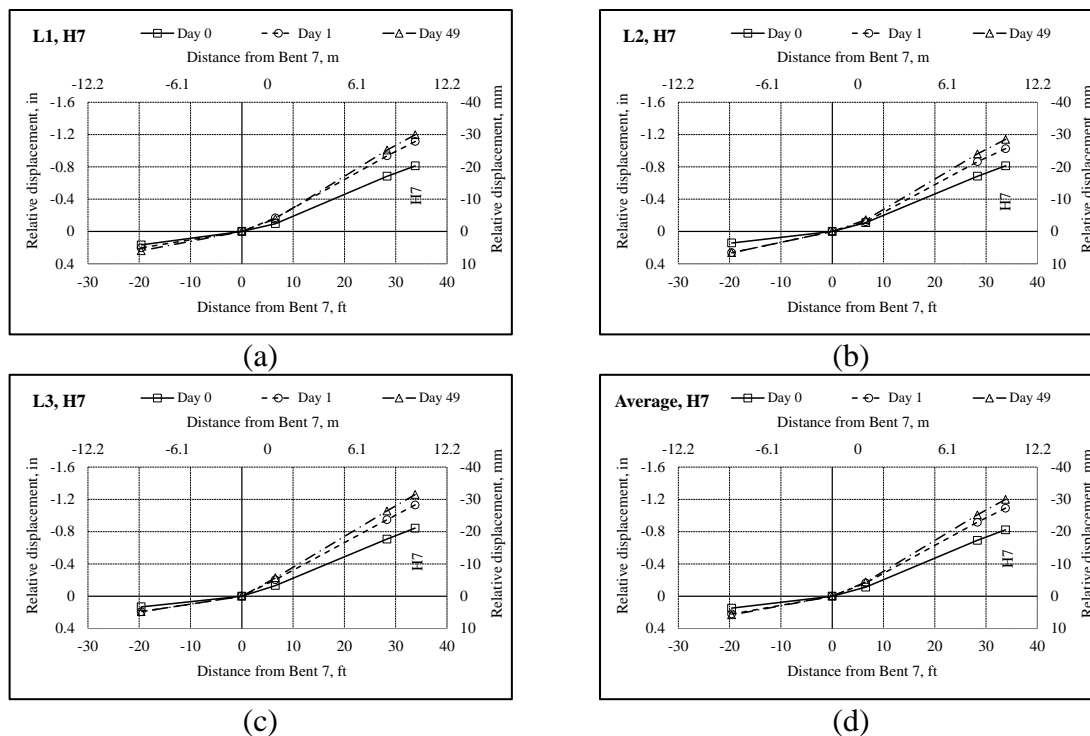 L1, H7 Day 0 Day 1 Day 49
Distance from Bent 7, m
-12.2 -6.1 0 6.1 12.2
Relative displacement, in
-1.6 -1.2 -0.8 -0.4 0 0.4
-40 -30 -20 -10 0 10
Relative displacement, mm
H7
-30 -20 -10 0 10 20 30 40
Distance from Bent 7, ft
(a)
L2, H7 Day 0 Day 1 Day 49
Distance from Bent 7, m
-12.2 -6.1 0 6.1 12.2
Relative displacement, in
-1.6 -1.2 -0.8 -0.4 0 0.4
-40 -30 -20 -10 0 10
Relative displacement, mm
H7
-30 -20 -10 0 10 20 30 40
Distance from Bent 7, ft
(b)
L3, H7 Day 0 Day 1 Day 49
Distance from Bent 7, m
-12.2 -6.1 0 6.1 12.2
Relative displacement, in
-1.6 -1.2 -0.8 -0.4 0 0.4
-40 -30 -20 -10 0 10
Relative displacement, mm
H7
-30 -20 -10 0 10 20 30 40
Distance from Bent 7, ft
(c)
Average, H7 Day 0 Day 1 Day 49
Distance from Bent 7, m
-12.2 -6.1 0 6.1 12.2
Relative displacement, in
-1.6 -1.2 -0.8 -0.4 0 0.4
-40 -30 -20 -10 0 10
Relative displacement, mm
H7
-30 -20 -10 0 10 20 30 40
Distance from Bent 7, ft
(d)